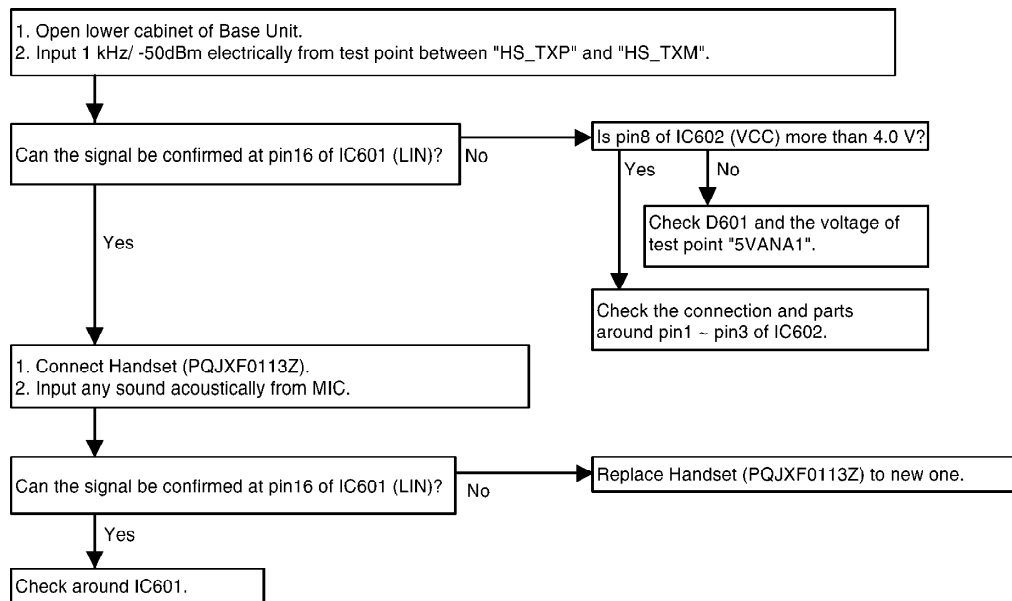 1. Open lower cabinet of Base Unit.
2. Input 1 kHz/ -50dBm electrically from test point between "HS_TXP" and "HS_TXM".
Can the signal be confirmed at pin16 of IC601 (LIN)?
No
Is pin8 of IC602 (VCC) more than 4.0 V?
Yes
No
Check D601 and the voltage of
test point "5VANA1".
Yes
Check the connection and parts
around pin1 ~ pin3 of IC602.
1. Connect Handset (PQJXF0113Z).
2. Input any sound acoustically from MIC.
Can the signal be confirmed at pin16 of IC601 (LIN)?
No
Replace Handset (PQJXF0113Z) to new one.
Yes
Check around IC601.